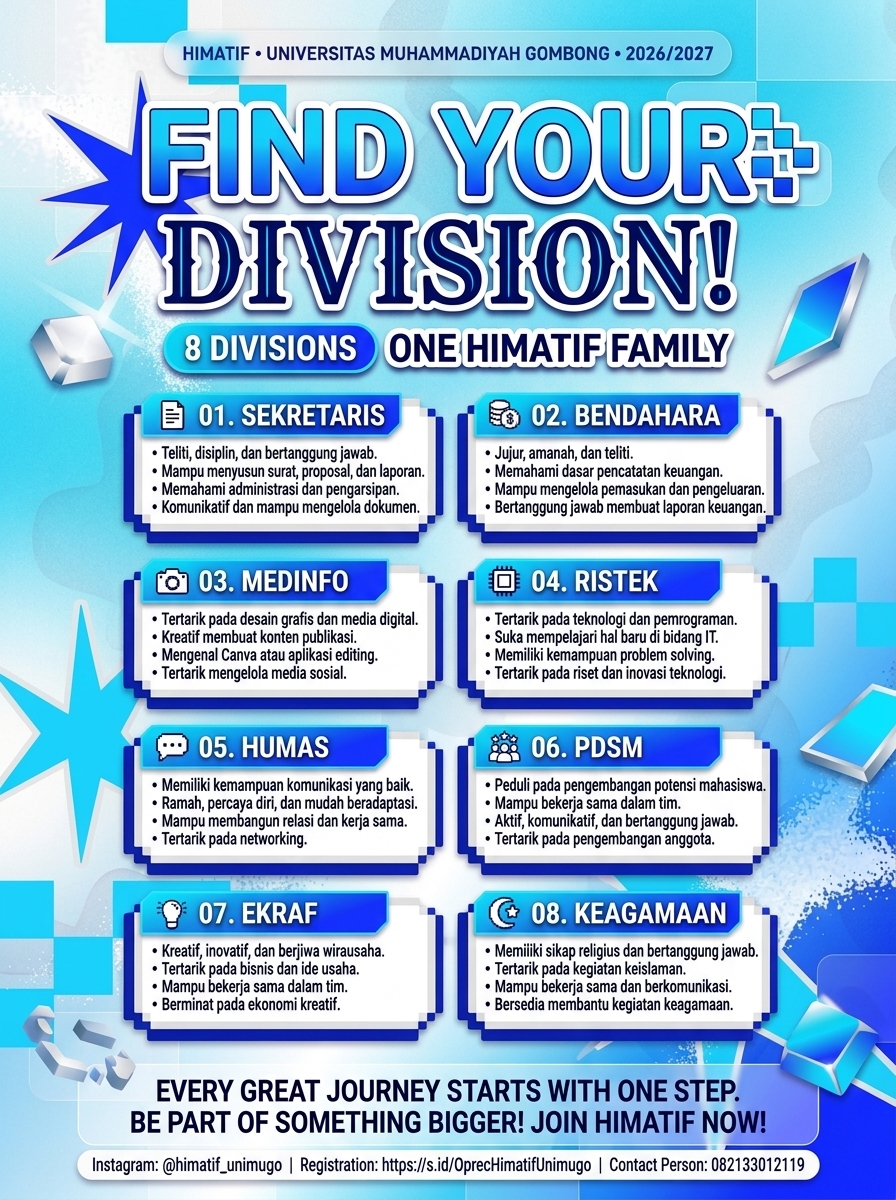 HIMATIF • UNIVERSITAS MUHAMMADIYAH GOMBONG • 2026/2027
FIND YOUR
DIVISION!
8 DIVISIONS ONE HIMATIF FAMILY
01. SEKRETARIS
• Teliti, disiplin, dan bertanggung jawab.
• Mampu menyusun surat, proposal, dan laporan.
• Memahami administrasi dan pengarsipan.
• Komunikatif dan mampu mengelola dokumen.
02. BENDAHARA
• Jujur, amanah, dan teliti.
• Memahami dasar pencatatan keuangan.
• Mampu mengelola pemasukan dan pengeluaran.
• Bertanggung jawab membuat laporan keuangan.
03. MEDINFO
• Tertarik pada desain grafis dan media digital.
• Kreatif membuat konten publikasi.
• Mengenal Canva atau aplikasi editing.
• Tertarik mengelola media sosial.
04. RISTEK
• Tertarik pada teknologi dan pemrograman.
• Suka mempelajari hal baru di bidang IT.
• Memiliki kemampuan problem solving.
• Tertarik pada riset dan inovasi teknologi.
05. HUMAS
• Memiliki kemampuan komunikasi yang baik.
• Ramah, percaya diri, dan mudah beradaptasi.
• Mampu membangun relasi dan kerja sama.
• Tertarik pada networking.
06. PDSM
• Peduli pada pengembangan potensi mahasiswa.
• Mampu bekerja sama dalam tim.
• Aktif, komunikatif, dan bertanggung jawab.
• Tertarik pada pengembangan anggota.
07. EKRAF
• Kreatif, inovatif, dan berjiwa wirausaha.
• Tertarik pada bisnis dan ide usaha.
• Mampu bekerja sama dalam tim.
• Berminat pada ekonomi kreatif.
08. KEAGAMAAN
• Memiliki sikap religius dan bertanggung jawab.
• Tertarik pada kegiatan keislaman.
• Mampu bekerja sama dan berkomunikasi.
• Bersedia membantu kegiatan keagamaan.
EVERY GREAT JOURNEY STARTS WITH ONE STEP.
BE PART OF SOMETHING BIGGER! JOIN HIMATIF NOW!
Instagram: @himatif_unimugo | Registration: https://s.id/OprecHimatifUnimugo | Contact Person: 082133012119